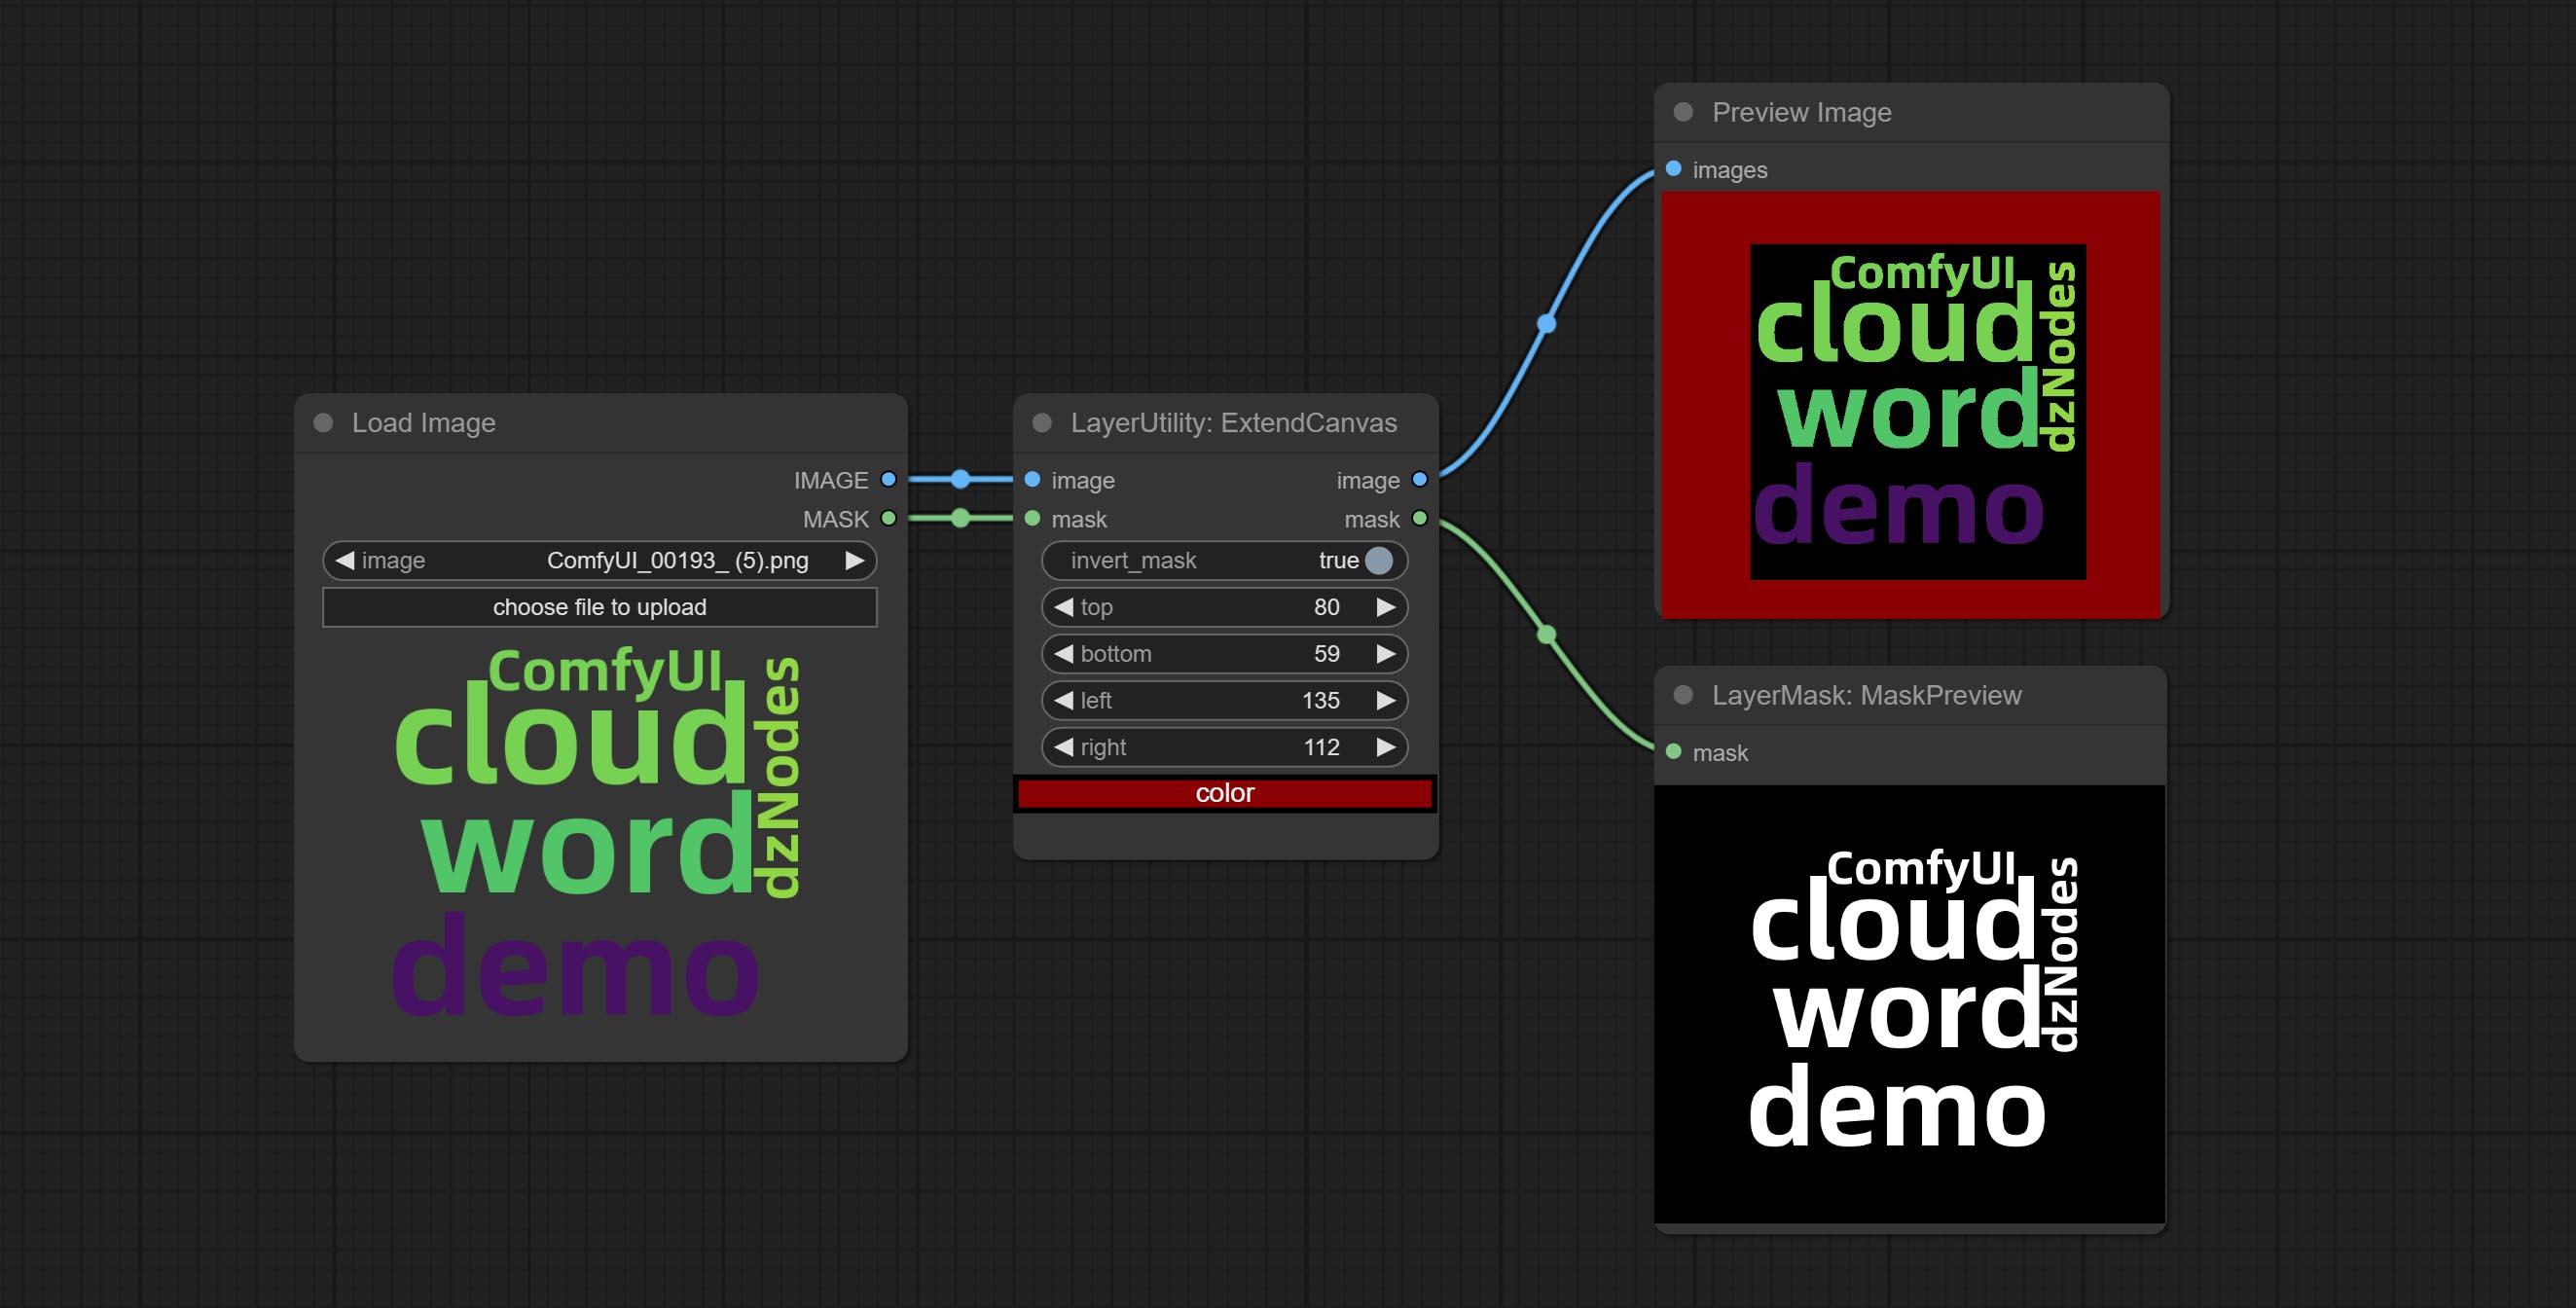 Load Image
IMAGE
MASK
image ComfyUI_00193_ (5).png
choose file to upload
ComfyUI
cloud
dzNodes
word
demo
LayerUtility: ExtendCanvas
image image
mask mask
invert_mask true
top 80
bottom 59
left 135
right 112
color
Preview Image
images
ComfyUI
cloud
dzNodes
word
demo
LayerMask: MaskPreview
mask
ComfyUI
cloud
dzNodes
word
demo